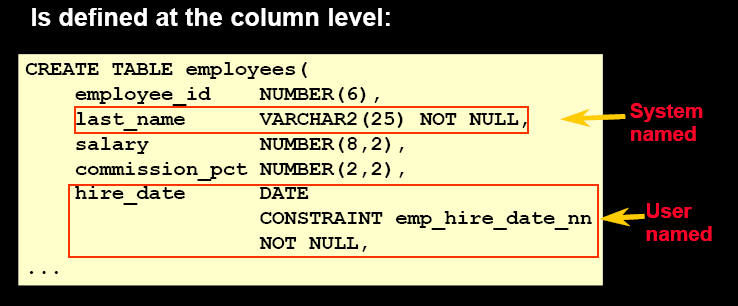 Is defined at the column level:
CREATE TABLE employees(
employee_id NUMBER(6),
last_name VARCHAR2(25) NOT NULL,
salary NUMBER(8,2),
commission_pct NUMBER(2,2),
hire_date DATE
CONSTRAINT emp_hire_date_nn
NOT NULL,
...
System
named
User
named